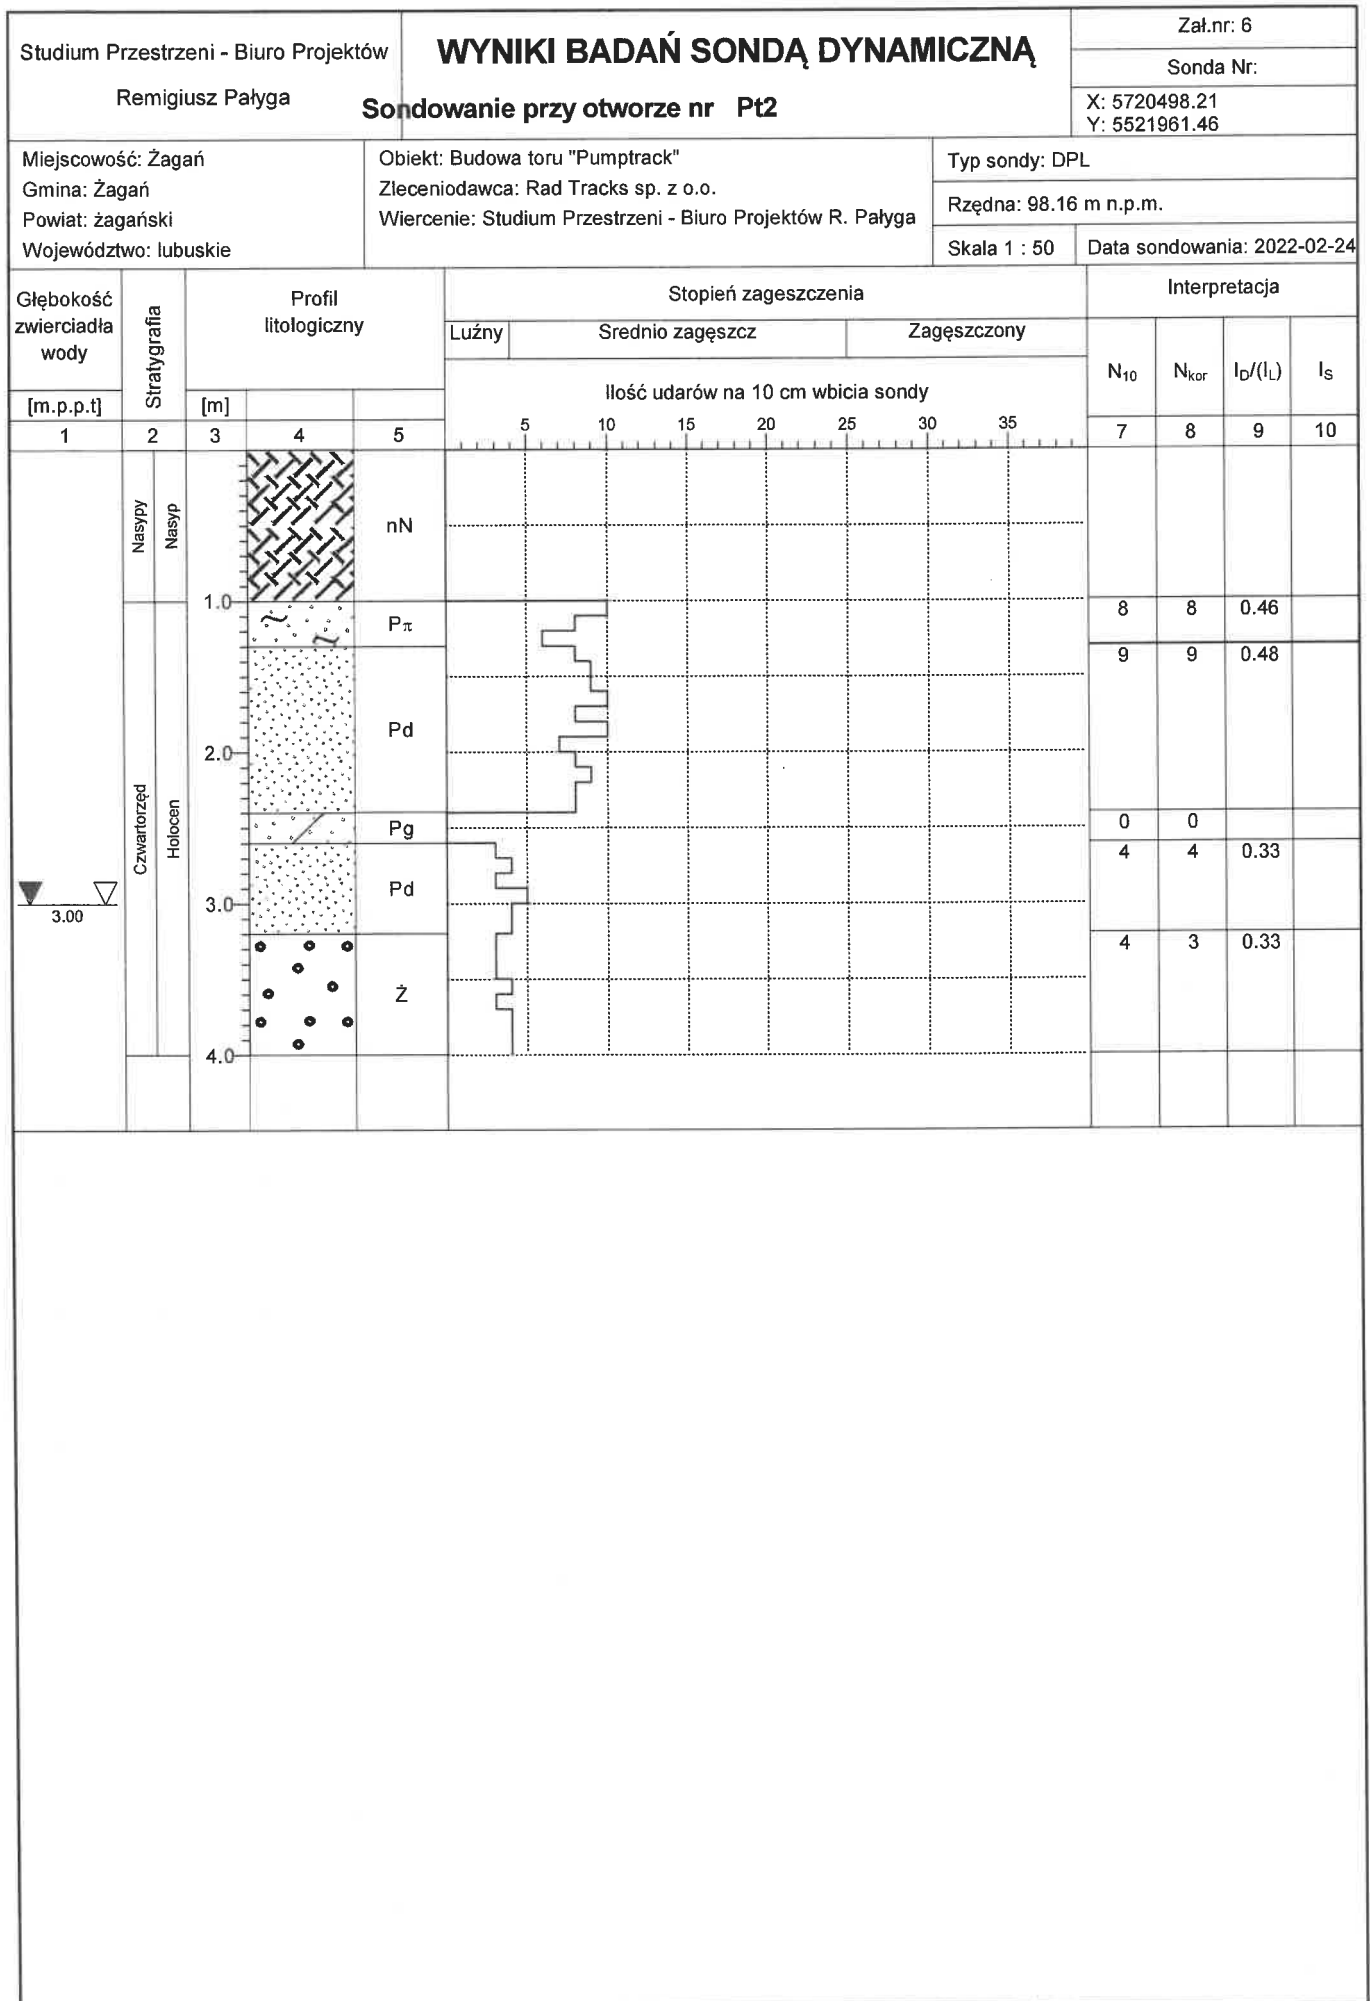 Studium Przestrzeni - Biuro Projektów
Remigiusz Pałyga
WYNIKI BADAŃ SONDĄ DYNAMICZNĄ
Sondowanie przy otworze nr Pt2
Zał.nr: 6
Sonda Nr:
X: 5720498.21
Y: 5521961.46
Miejscowość: Żagań
Gmina: Żagań
Powiat: żagański
Województwo: lubuskie
Obiekt: Budowa toru "Pumptrack"
Zleceniodawca: Rad Tracks sp. z o.o.
Wiercenie: Studium Przestrzeni - Biuro Projektów R. Pałyga
Typ sondy: DPL
Rzędna: 98.16 m n.p.m.
Skala 1 : 50
Data sondowania: 2022-02-24
Głębokość
zwierciadła
wody
[m.p.p.t]
Stratygrafia
Profil
litologiczny
[m]
Stopień zageszczenia
Luźny
Srednio zagęszcz
Zagęszczony
Ilość udarów na 10 cm wbicia sondy
5 10 15 20 25 30 35
Interpretacja
N10 Nkor ID/(IL) IS
1 2 3 4 5 7 8 9 10
Nasypy
Nasyp
nN
1.0
Pπ
8 8 0.46
9 9 0.48
Pd
2.0
Czwartorzęd
Holocen
Pg
0 0
4 4 0.33
Pd
3.00
3.0
4 3 0.33
Ż
4.0